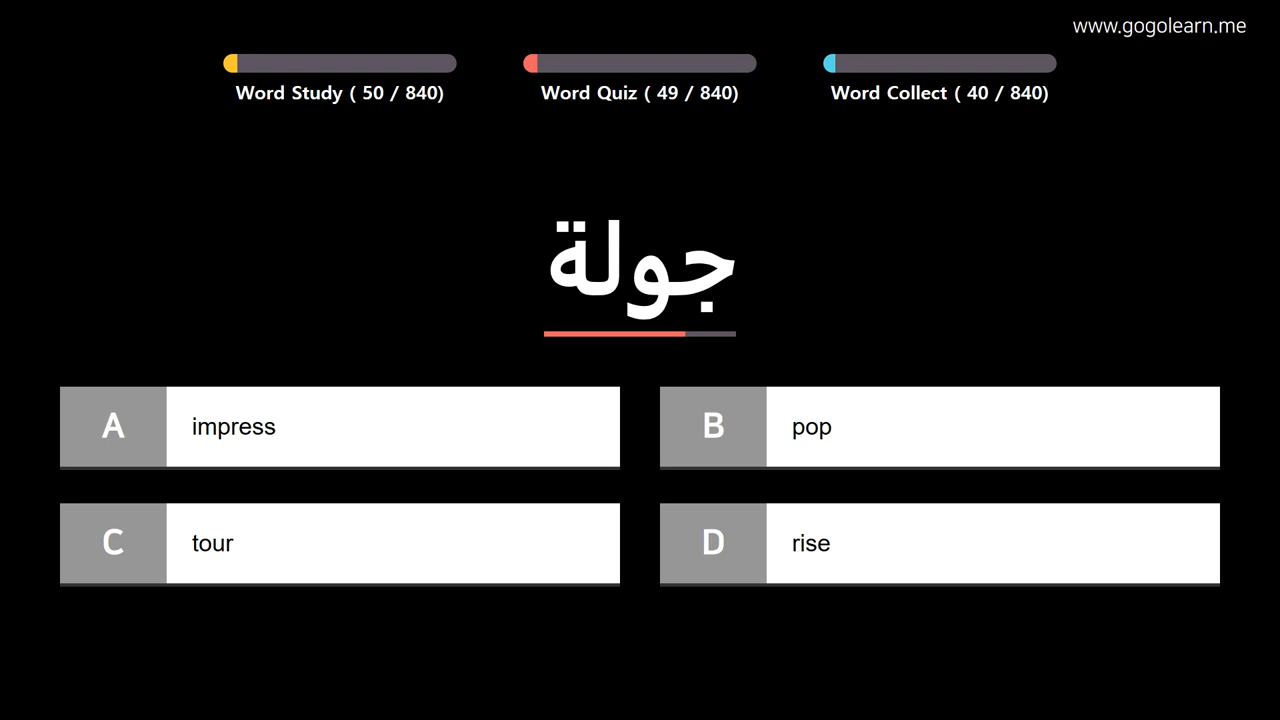 www.gogolearn.me
Word Study ( 50 / 840)
Word Quiz ( 49 / 840)
Word Collect ( 40 / 840)
جولة
A impress
B pop
C tour
D rise